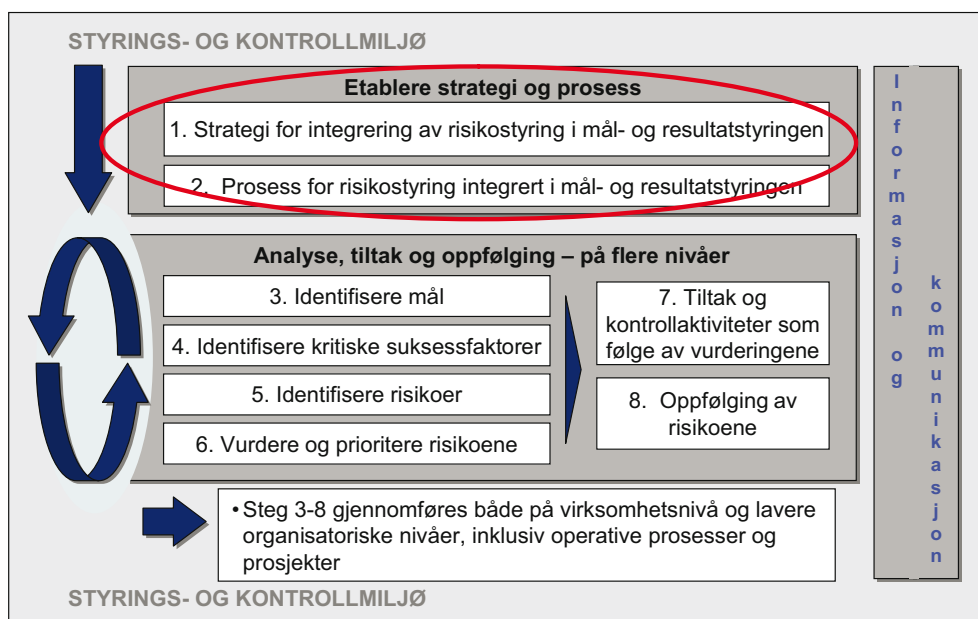 STYRINGS- OG KONTROLLMILJØ
Etablere strategi og prosess
1. Strategi for integrering av risikostyring i mål- og resultatstyringen
2. Prosess for risikostyring integrert i mål- og resultatstyringen
Analyse, tiltak og oppfølging – på flere nivåer
3. Identifisere mål
4. Identifisere kritiske suksessfaktorer
5. Identifisere risikoer
6. Vurdere og prioritere risikoene
7. Tiltak og
kontrollaktiviteter som
følge av vurderingene
8. Oppfølging av
risikoene
• Steg 3-8 gjennomføres både på virksomhetsnivå og lavere
organisatoriske nivåer, inklusiv operative prosesser og
prosjekter
Informasjon og
kommunikasjon
STYRINGS- OG KONTROLLMILJØ